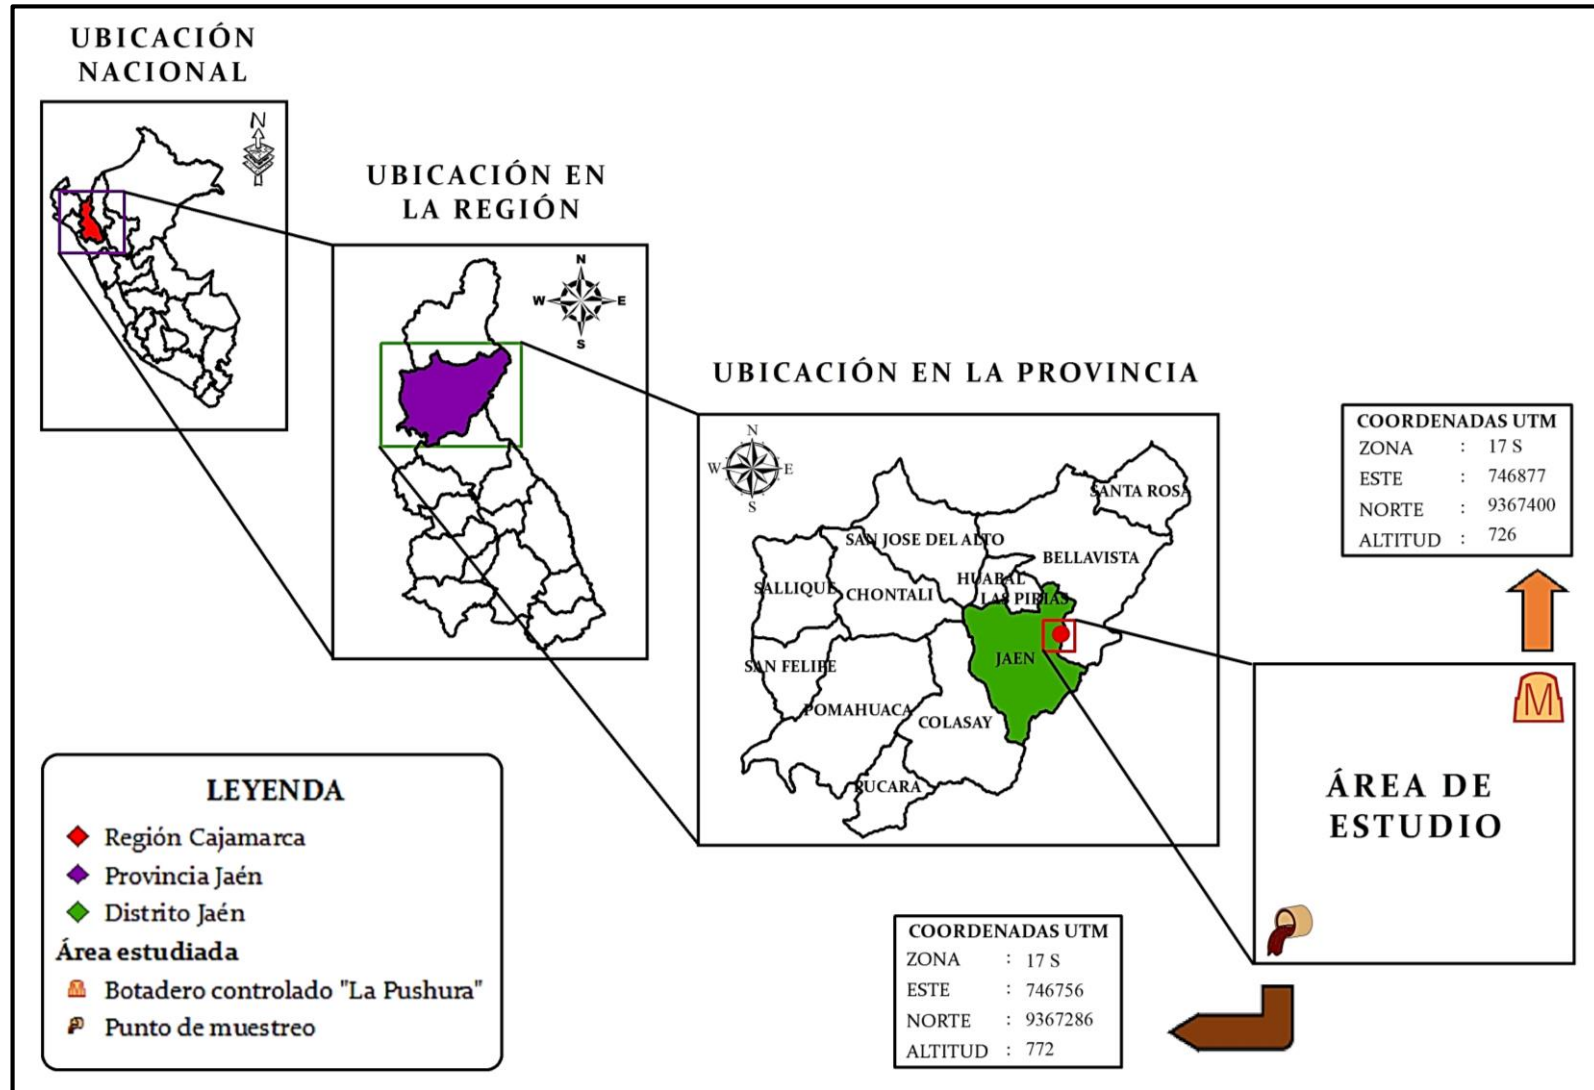 UBICACIÓN
NACIONAL
N
UBICACIÓN EN
LA REGIÓN
N
W E
S
UBICACIÓN EN LA PROVINCIA
N
W E
S
SANTA ROSA
SAN JOSE DEL ALTO
BELLAVISTA
HUABAL
SALLIQUE
CHONTALI
LAS PIRIAS
JAEN
SAN FELIPE
POMAHUACA
COLASAY
PUCARA
COORDENADAS UTM
ZONA : 17 S
ESTE : 746877
NORTE : 9367400
ALTITUD : 726
M
ÁREA DE
ESTUDIO
LEYENDA
Región Cajamarca
Provincia Jaén
Distrito Jaén
Área estudiada
M Botadero controlado "La Pushura"
Punto de muestreo
COORDENADAS UTM
ZONA : 17 S
ESTE : 746756
NORTE : 9367286
ALTITUD : 772